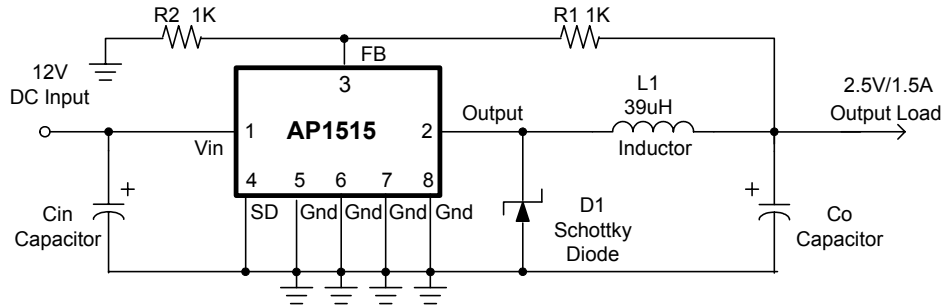 R2 1K
R1 1K
FB
3
12V
DC Input
L1
39uH
2.5V/1.5A
Output Load
Output
1
AP1515
2
Vin
Inductor
4
5
6
7
8
SD
Gnd
Gnd
Gnd
Gnd
+
Cin
Capacitor
D1
Schottky
Diode
+
Co
Capacitor